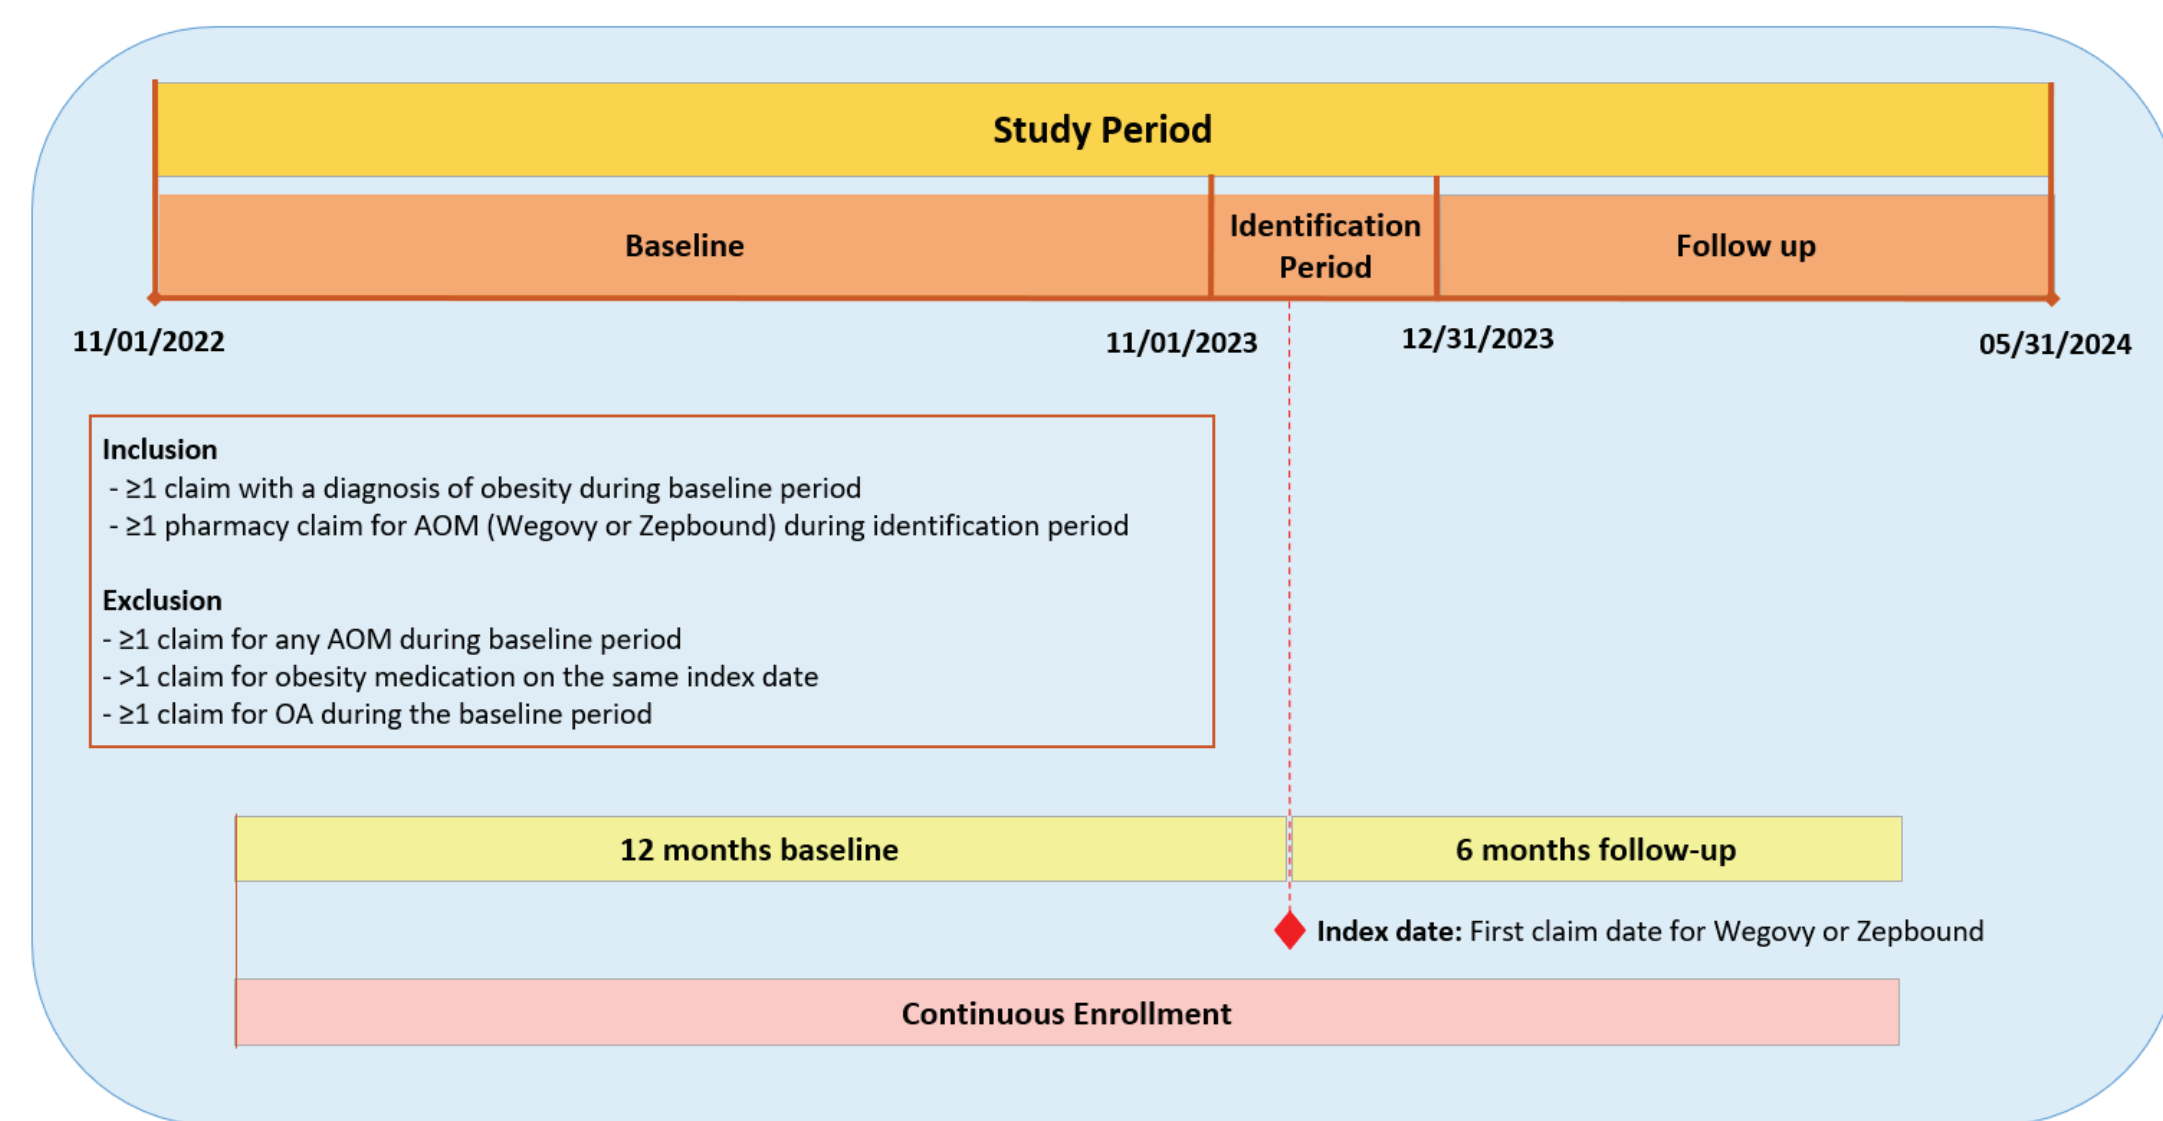 Study Period
Baseline
Identification
Period
Follow up
11/01/2022
11/01/2023
12/31/2023
05/31/2024
Inclusion
- ≥1 claim with a diagnosis of obesity during baseline period
- ≥1 pharmacy claim for AOM (Wegovy or Zepbound) during identification period
Exclusion
- ≥1 claim for any AOM during baseline period
- >1 claim for obesity medication on the same index date
- ≥1 claim for OA during the baseline period
12 months baseline
6 months follow-up
Index date: First claim date for Wegovy or Zepbound
Continuous Enrollment